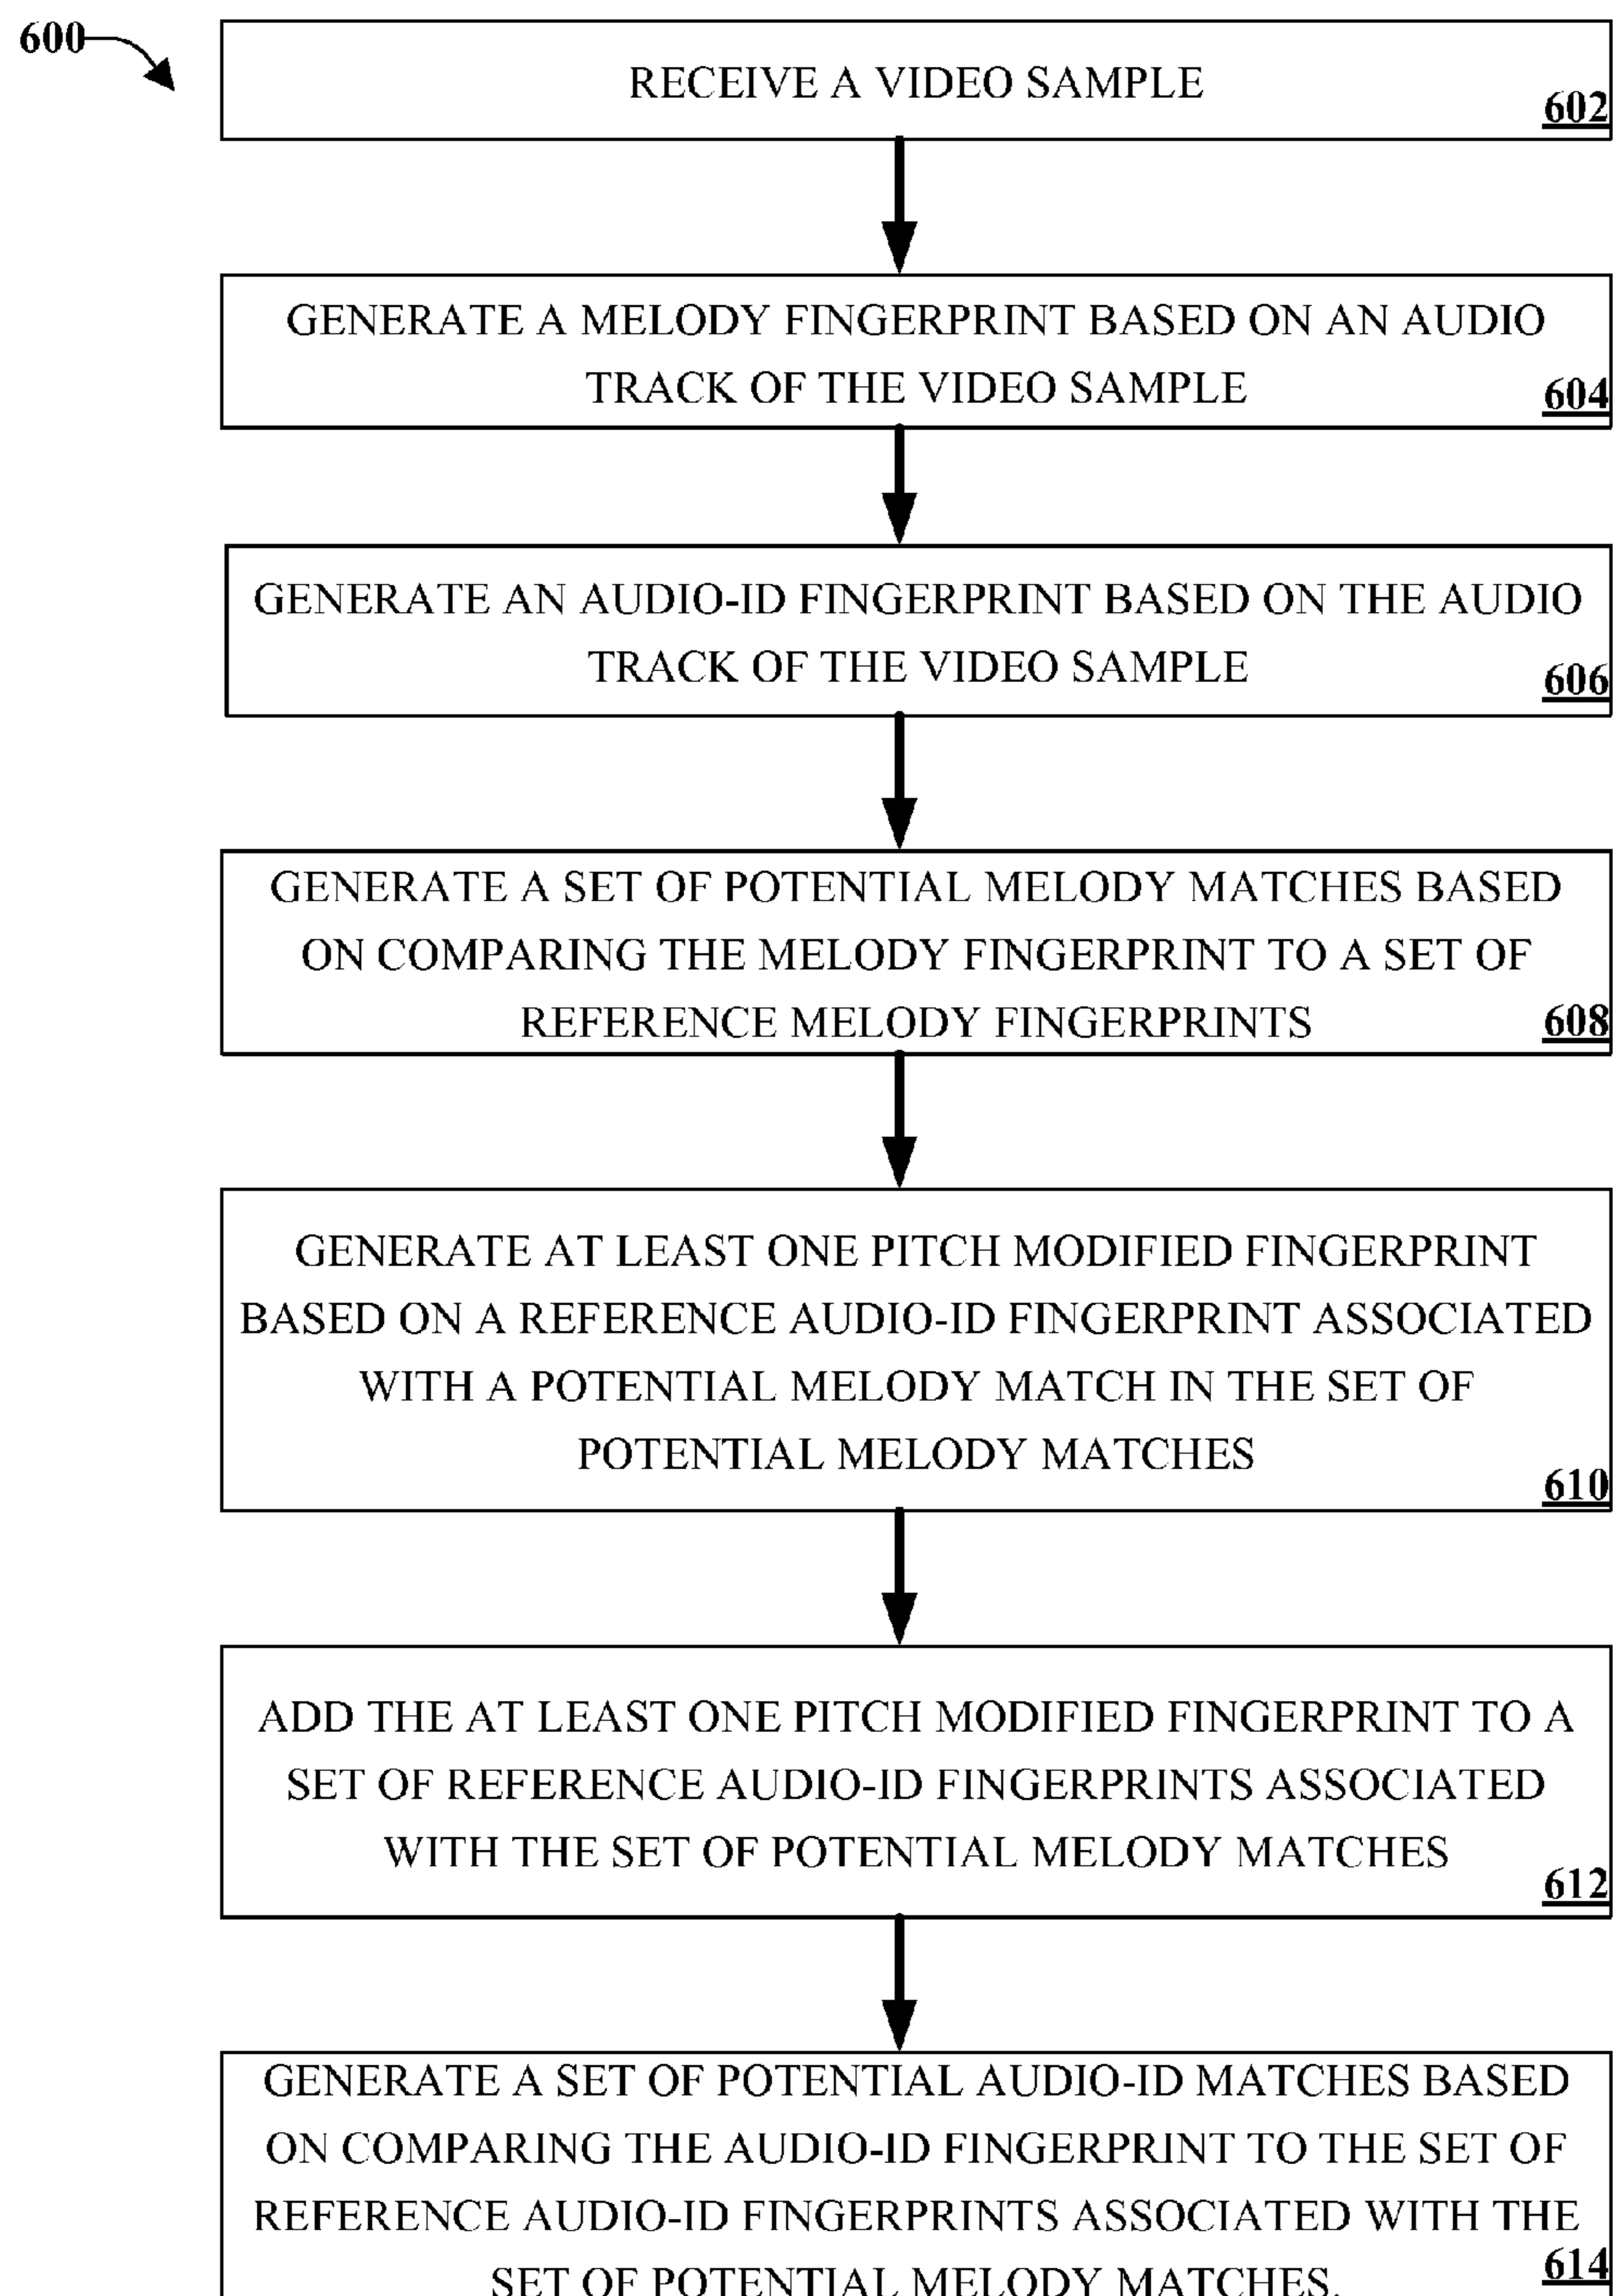 600
RECEIVE A VIDEO SAMPLE
602
GENERATE A MELODY FINGERPRINT BASED ON AN AUDIO
TRACK OF THE VIDEO SAMPLE
604
GENERATE AN AUDIO-ID FINGERPRINT BASED ON THE AUDIO
TRACK OF THE VIDEO SAMPLE
606
GENERATE A SET OF POTENTIAL MELODY MATCHES BASED
ON COMPARING THE MELODY FINGERPRINT TO A SET OF
REFERENCE MELODY FINGERPRINTS
608
GENERATE AT LEAST ONE PITCH MODIFIED FINGERPRINT
BASED ON A REFERENCE AUDIO-ID FINGERPRINT ASSOCIATED
WITH A POTENTIAL MELODY MATCH IN THE SET OF
POTENTIAL MELODY MATCHES
610
ADD THE AT LEAST ONE PITCH MODIFIED FINGERPRINT TO A
SET OF REFERENCE AUDIO-ID FINGERPRINTS ASSOCIATED
WITH THE SET OF POTENTIAL MELODY MATCHES
612
GENERATE A SET OF POTENTIAL AUDIO-ID MATCHES BASED
ON COMPARING THE AUDIO-ID FINGERPRINT TO THE SET OF
REFERENCE AUDIO-ID FINGERPRINTS ASSOCIATED WITH THE
SET OF POTENTIAL MELODY MATCHES.
614